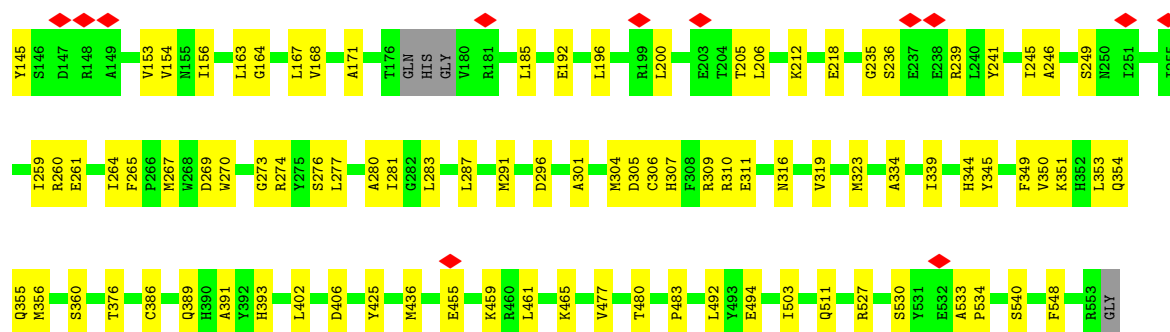 Y145 S146 D147 R148 A149 V153 V154 N155 I156 L163 G164 L167 V168 A171 T176 GLN HIS GLY V180 R181 L185 E192 L196 R199 L200 E203 T204 T205 L206 K212 E218 G235 S236 E237 E238 R239 L240 Y241 I245 A246 S249 N250 I251
I259 R260 E261 I264 F265 P266 M267 W268 D269 W270 G273 R274 Y275 S276 L277 A280 I281 G282 L283 L287 M291 D296 A301 M304 D305 C306 H307 F308 R309 R310 E311 N316 V319 M323 A334 I339 H344 Y345 F349 V350 K351 H352 L353 Q354
Q355 M356 S360 T376 C386 Q389 H390 A391 Y392 H393 L402 D406 Y425 M436 E455 K459 R460 L461 K465 V477 T480 P483 L492 Y493 E494 I503 Q511 R527 S530 Y531 E532 A533 P534 S540 F548 R553 GLY